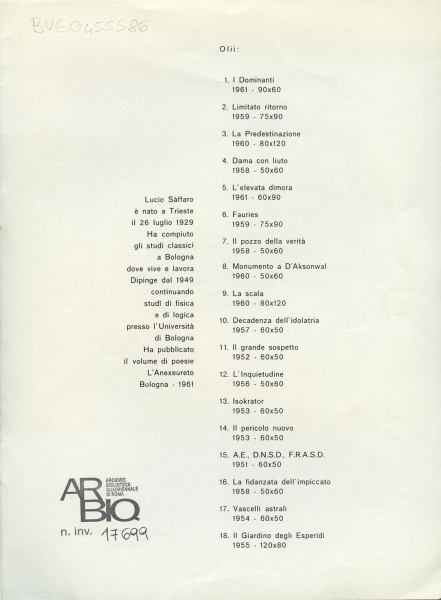 BVE0455586
Olii:
1. I Dominanti
1961 - 90x60
2. Limitato ritorno
1959 - 75x90
3. La Predestinazione
1960 - 80x120
4. Dama con liuto
1958 - 50x60
5. L'elevata dimora
1961 - 60x90
6. Fauries
1959 - 75x90
7. Il pozzo della verità
1958 - 50x60
8. Monumento a D'Aksonwal
1960 - 50x60
9. La scala
1960 - 80x120
10. Decadenza dell'idolatria
1957 - 60x50
11. Il grande sospetto
1952 - 60x50
12. L'Inquietudine
1956 - 50x60
13. Isokrator
1953 - 60x50
14. Il pericolo nuovo
1953 - 60x50
15. A.E., D.N.S.D., F.R.A.S.D.
1951 - 60x50
16. La fidanzata dell'impiccato
1958 - 50x60
17. Vascelli astrali
1954 - 60x50
18. Il Giardino degli Esperidi
1955 - 120x80
Lucio Sàffaro
è nato a Trieste
il 26 luglio 1929
Ha compiuto
gli studi classici
a Bologna
dove vive e lavora
Dipinge dal 1949
continuando
studi di fisica
e di logica
presso l'Università
di Bologna
Ha pubblicato
il volume di poesie
L'Anexeureto
Bologna - 1961
ARBIQ
ARCHIVIO
BIBLIOTECA
QUADRIENNALE
DI ROMA
n. inv. 17699